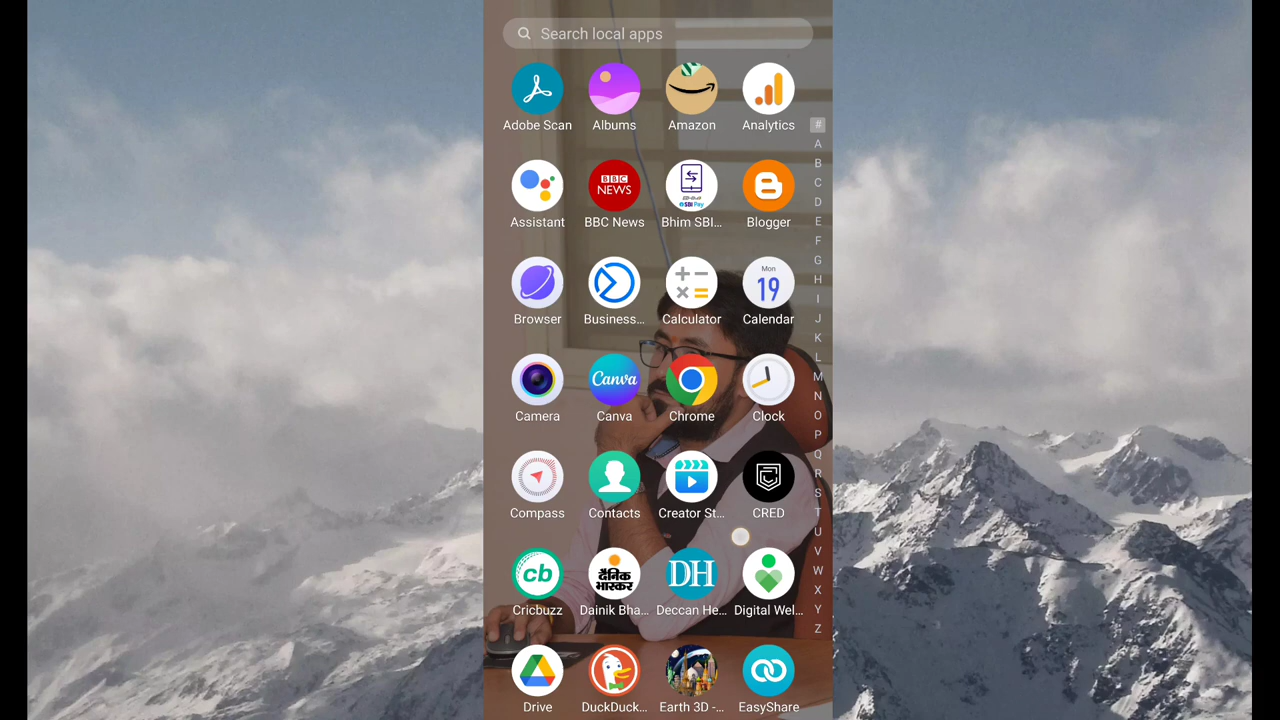 Search local apps
Adobe Scan Albums Amazon Analytics
#
A
B
C
D
E
F
G
H
I
J
K
L
M
N
O
P
Q
R
S
T
U
V
W
X
Y
Z
BBC
NEWS
SBI Pay
Assistant BBC News Bhim SBI... Blogger
Mon
19
Browser Business... Calculator Calendar
Canva
Camera Canva Chrome Clock
Compass Contacts Creator St... CRED
cb
दैनिक
भास्कर
DH
Cricbuzz Dainik Bha... Deccan He... Digital Wel...
Drive DuckDuck... Earth 3D -... EasyShare